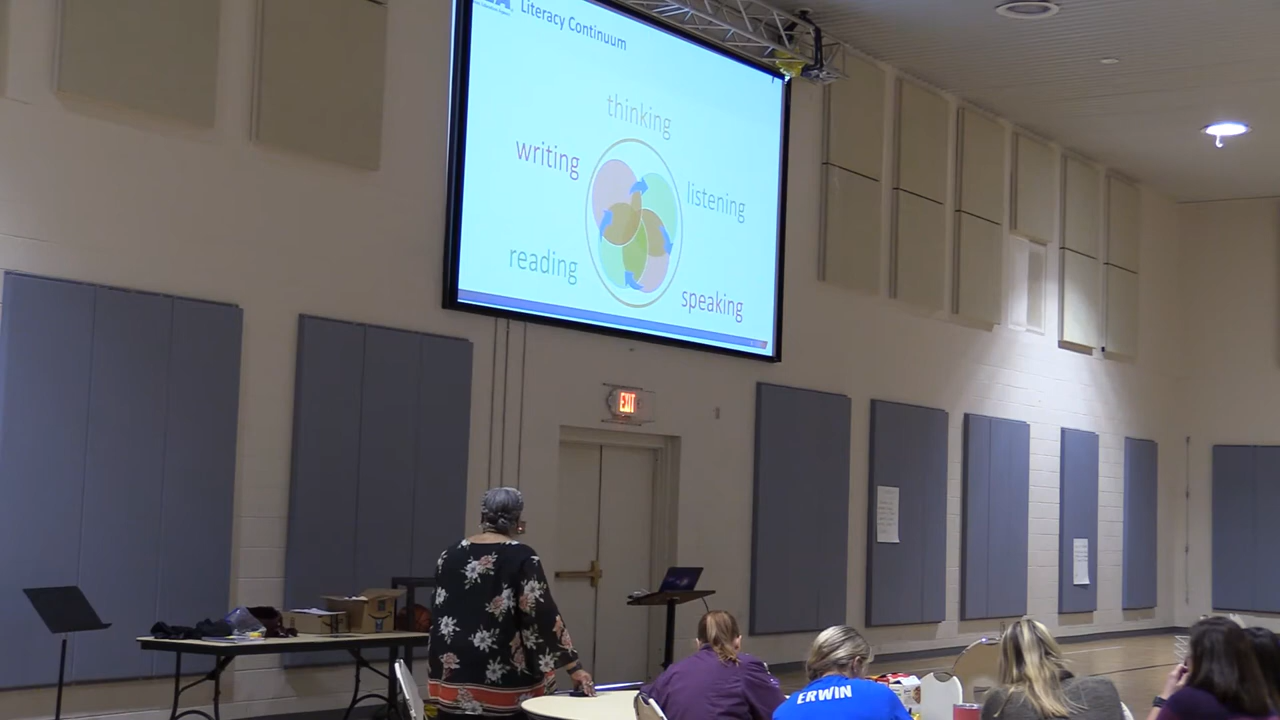 Literacy Continuum
thinking
writing
listening
reading
speaking
EXIT
ERWIN